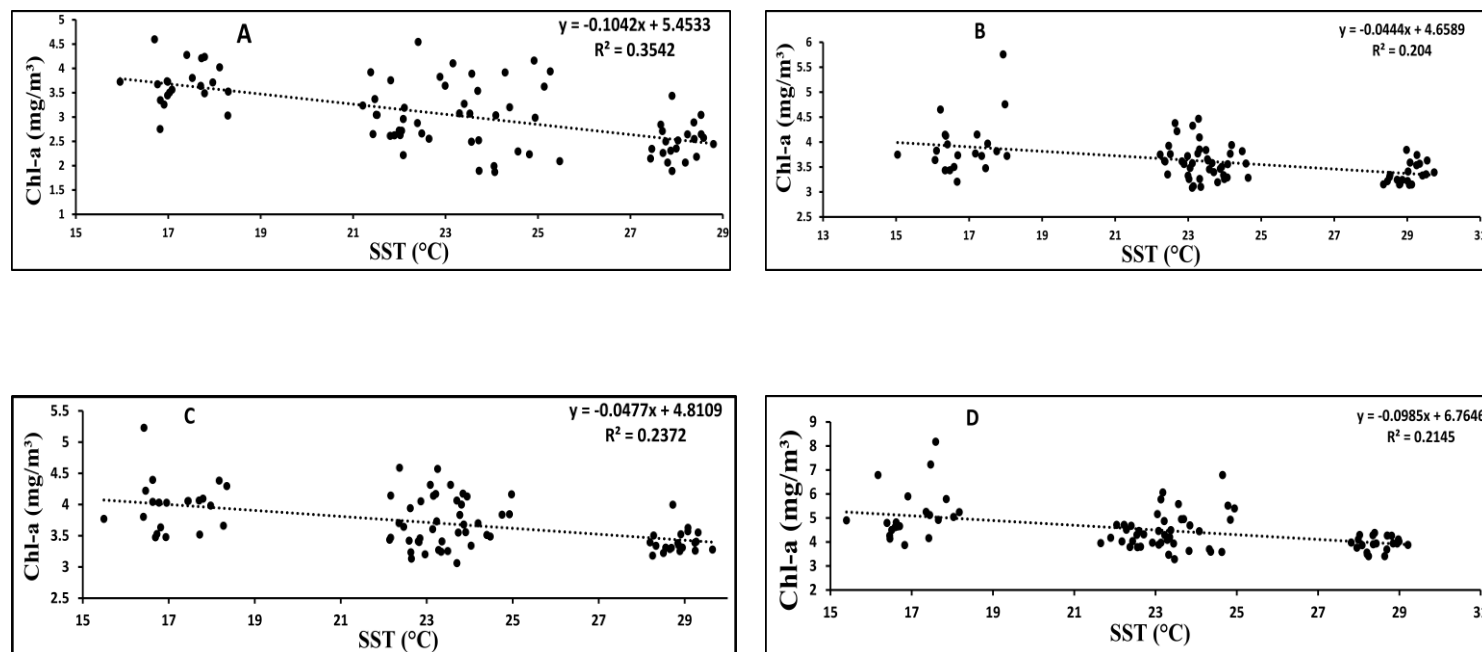 A
y = -0.1042x + 5.4533
R² = 0.3542
Chl-a (mg/m³)
5
4.5
4
3.5
3
2.5
2
1.5
1
15 17 19 21 23 25 27 29
SST (°C)
B
y = -0.0444x + 4.6589
R² = 0.204
Chl-a (mg/m³)
6
5.5
5
4.5
4
3.5
3
2.5
13 15 17 19 21 23 25 27 29
SST (°C)
C
y = -0.0477x + 4.8109
R² = 0.2372
Chl-a (mg/m³)
5.5
5
4.5
4
3.5
3
2.5
15 17 19 21 23 25 27 29
SST (°C)
D
y = -0.0985x + 6.7646
R² = 0.2145
Chl-a (mg/m³)
9
8
7
6
5
4
3
2
15 17 19 21 23 25 27 29
SST (°C)